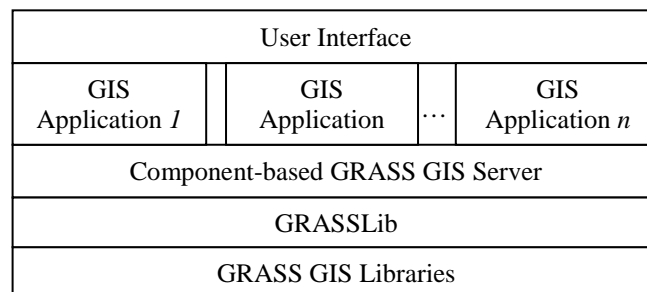 User Interface
GIS
Application 1
GIS
Application
...
GIS
Application n
Component-based GRASS GIS Server
GRASSLib
GRASS GIS Libraries